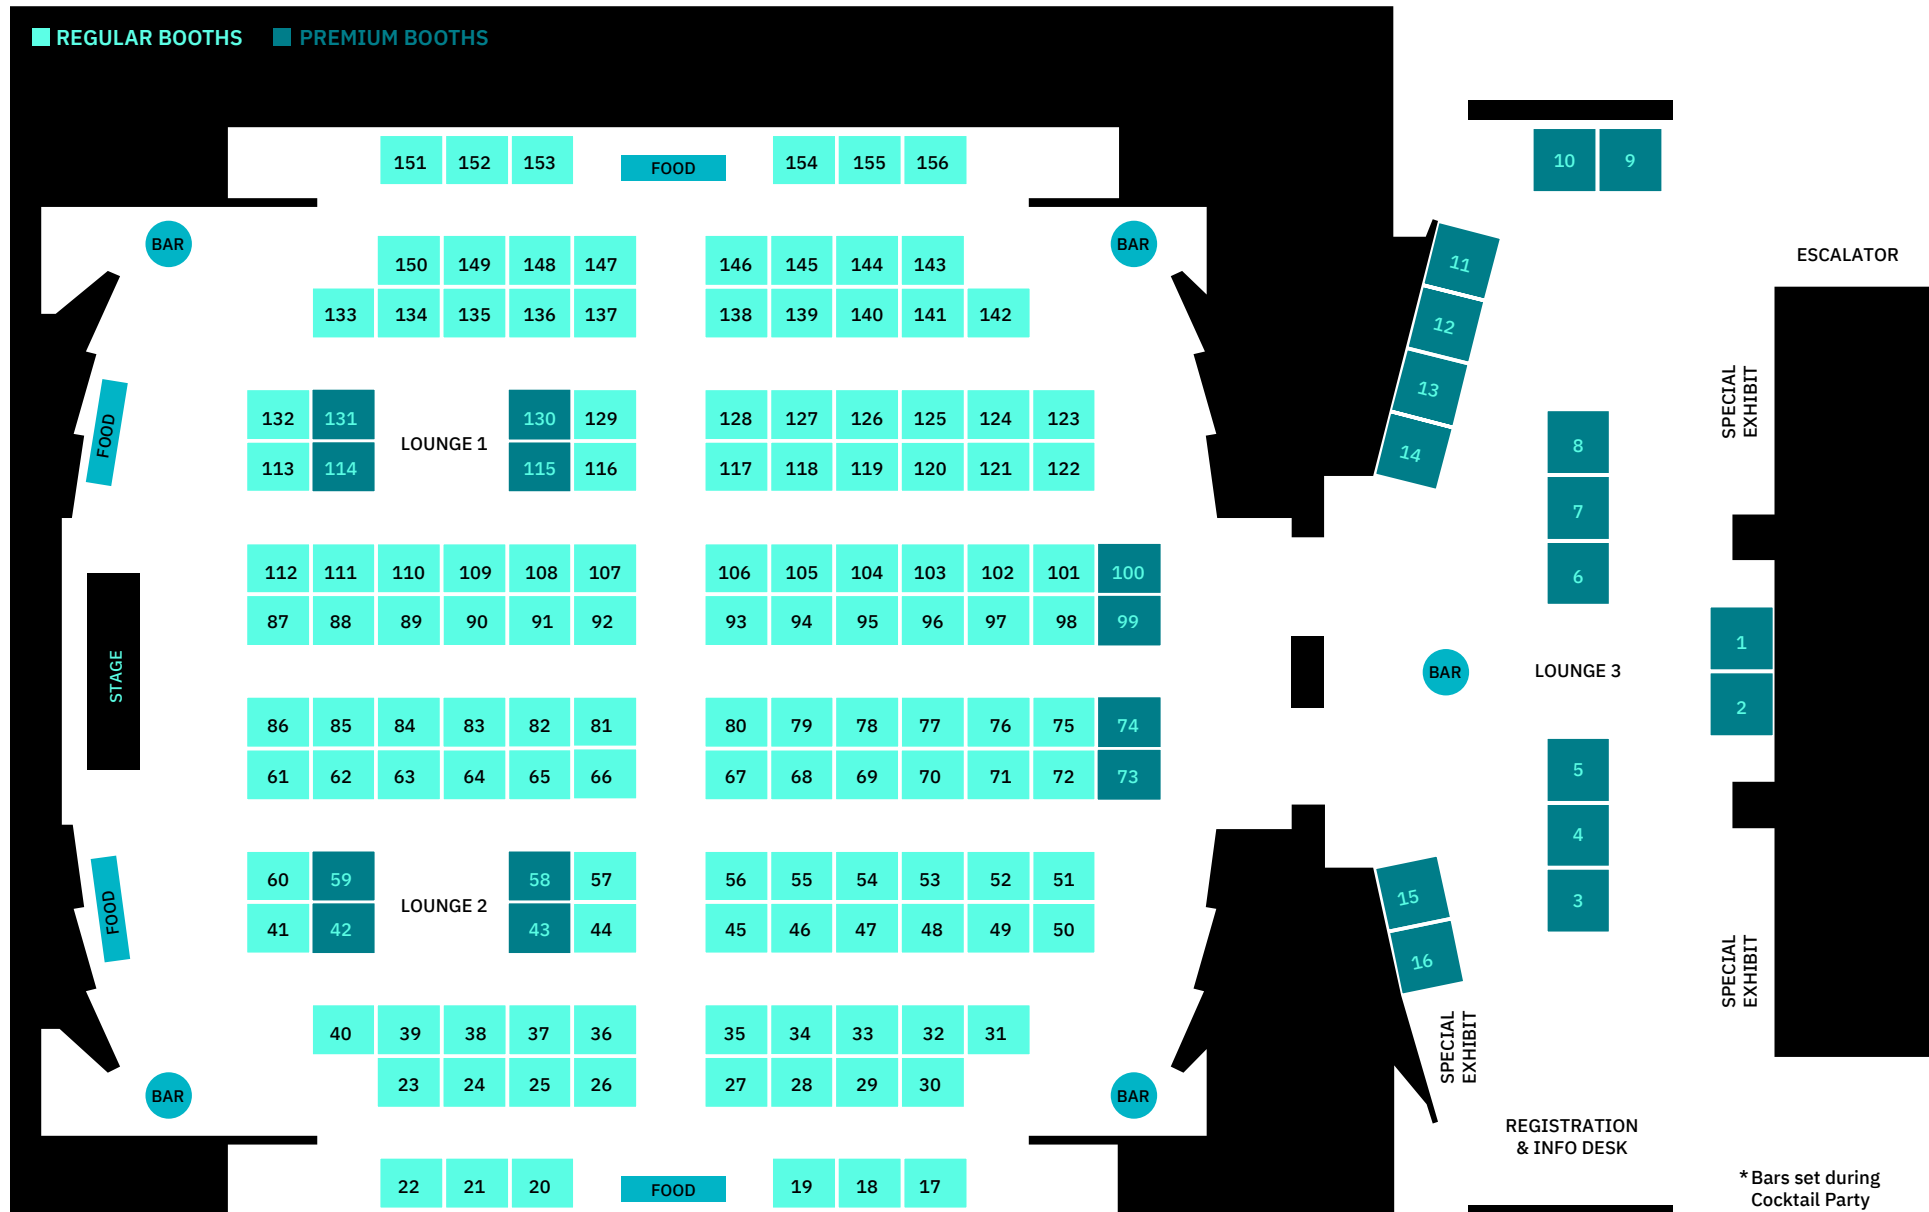 REGULAR BOOTHS PREMIUM BOOTHS
151 152 153 FOOD 154 155 156
10 9
BAR BAR
150 149 148 147 146 145 144 143
11
ESCALATOR
133 134 135 136 137 138 139 140 141 142
12
FOOD
132 131 130 129 128 127 126 125 124 123
13
SPECIAL
EXHIBIT
LOUNGE 1
8
113 114 115 116 117 118 119 120 121 122
14
7
112 111 110 109 108 107 106 105 104 103 102 101 100
6
87 88 89 90 91 92 93 94 95 96 97 98 99
1
STAGE
BAR
LOUNGE 3
2
86 85 84 83 82 81 80 79 78 77 76 75 74
5
61 62 63 64 65 66 67 68 69 70 71 72 73
4
60 59 58 57 56 55 54 53 52 51
15
3
FOOD
LOUNGE 2
41 42 43 44 45 46 47 48 49 50
16
SPECIAL
EXHIBIT
40 39 38 37 36 35 34 33 32 31
SPECIAL
EXHIBIT
23 24 25 26 27 28 29 30
BAR BAR
REGISTRATION
& INFO DESK
22 21 20 FOOD 19 18 17
*Bars set during
Cocktail Party